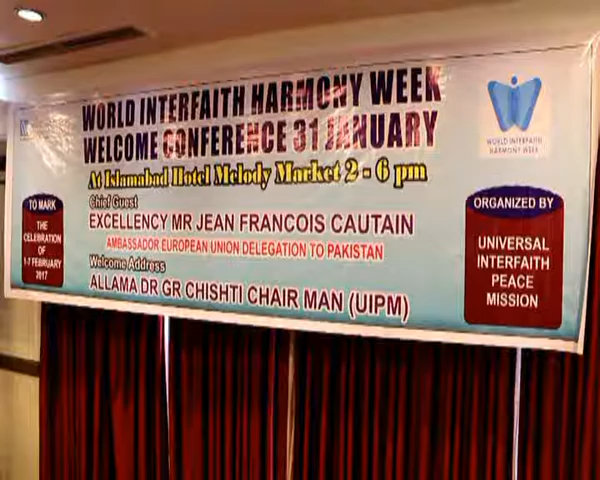 WORLD INTERFAITH HARMONY WEEK
WELCOME CONFERENCE 31 JANUARY
At Islamabad Hotel Melody Market 2 - 6 pm
Chief Guest
EXCELLENCY MR JEAN FRANCOIS CAUTAIN
AMBASSADOR EUROPEAN UNION DELEGATION TO PAKISTAN
Welcome Address
ALLAMA DR GR CHISHTI CHAIR MAN (UIPM)
TO MARK
THE
CELEBRATION
OF
1-7 FEBRUARY
2017
WORLD INTERFAITH
HARMONY WEEK
ORGANIZED BY
UNIVERSAL
INTERFAITH
PEACE
MISSION